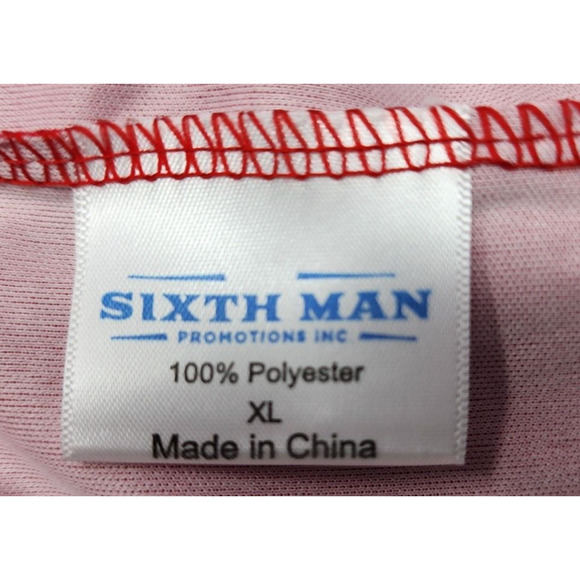 SIXTH MAN
PROMOTIONS INC
100% Polyester
XL
Made in China